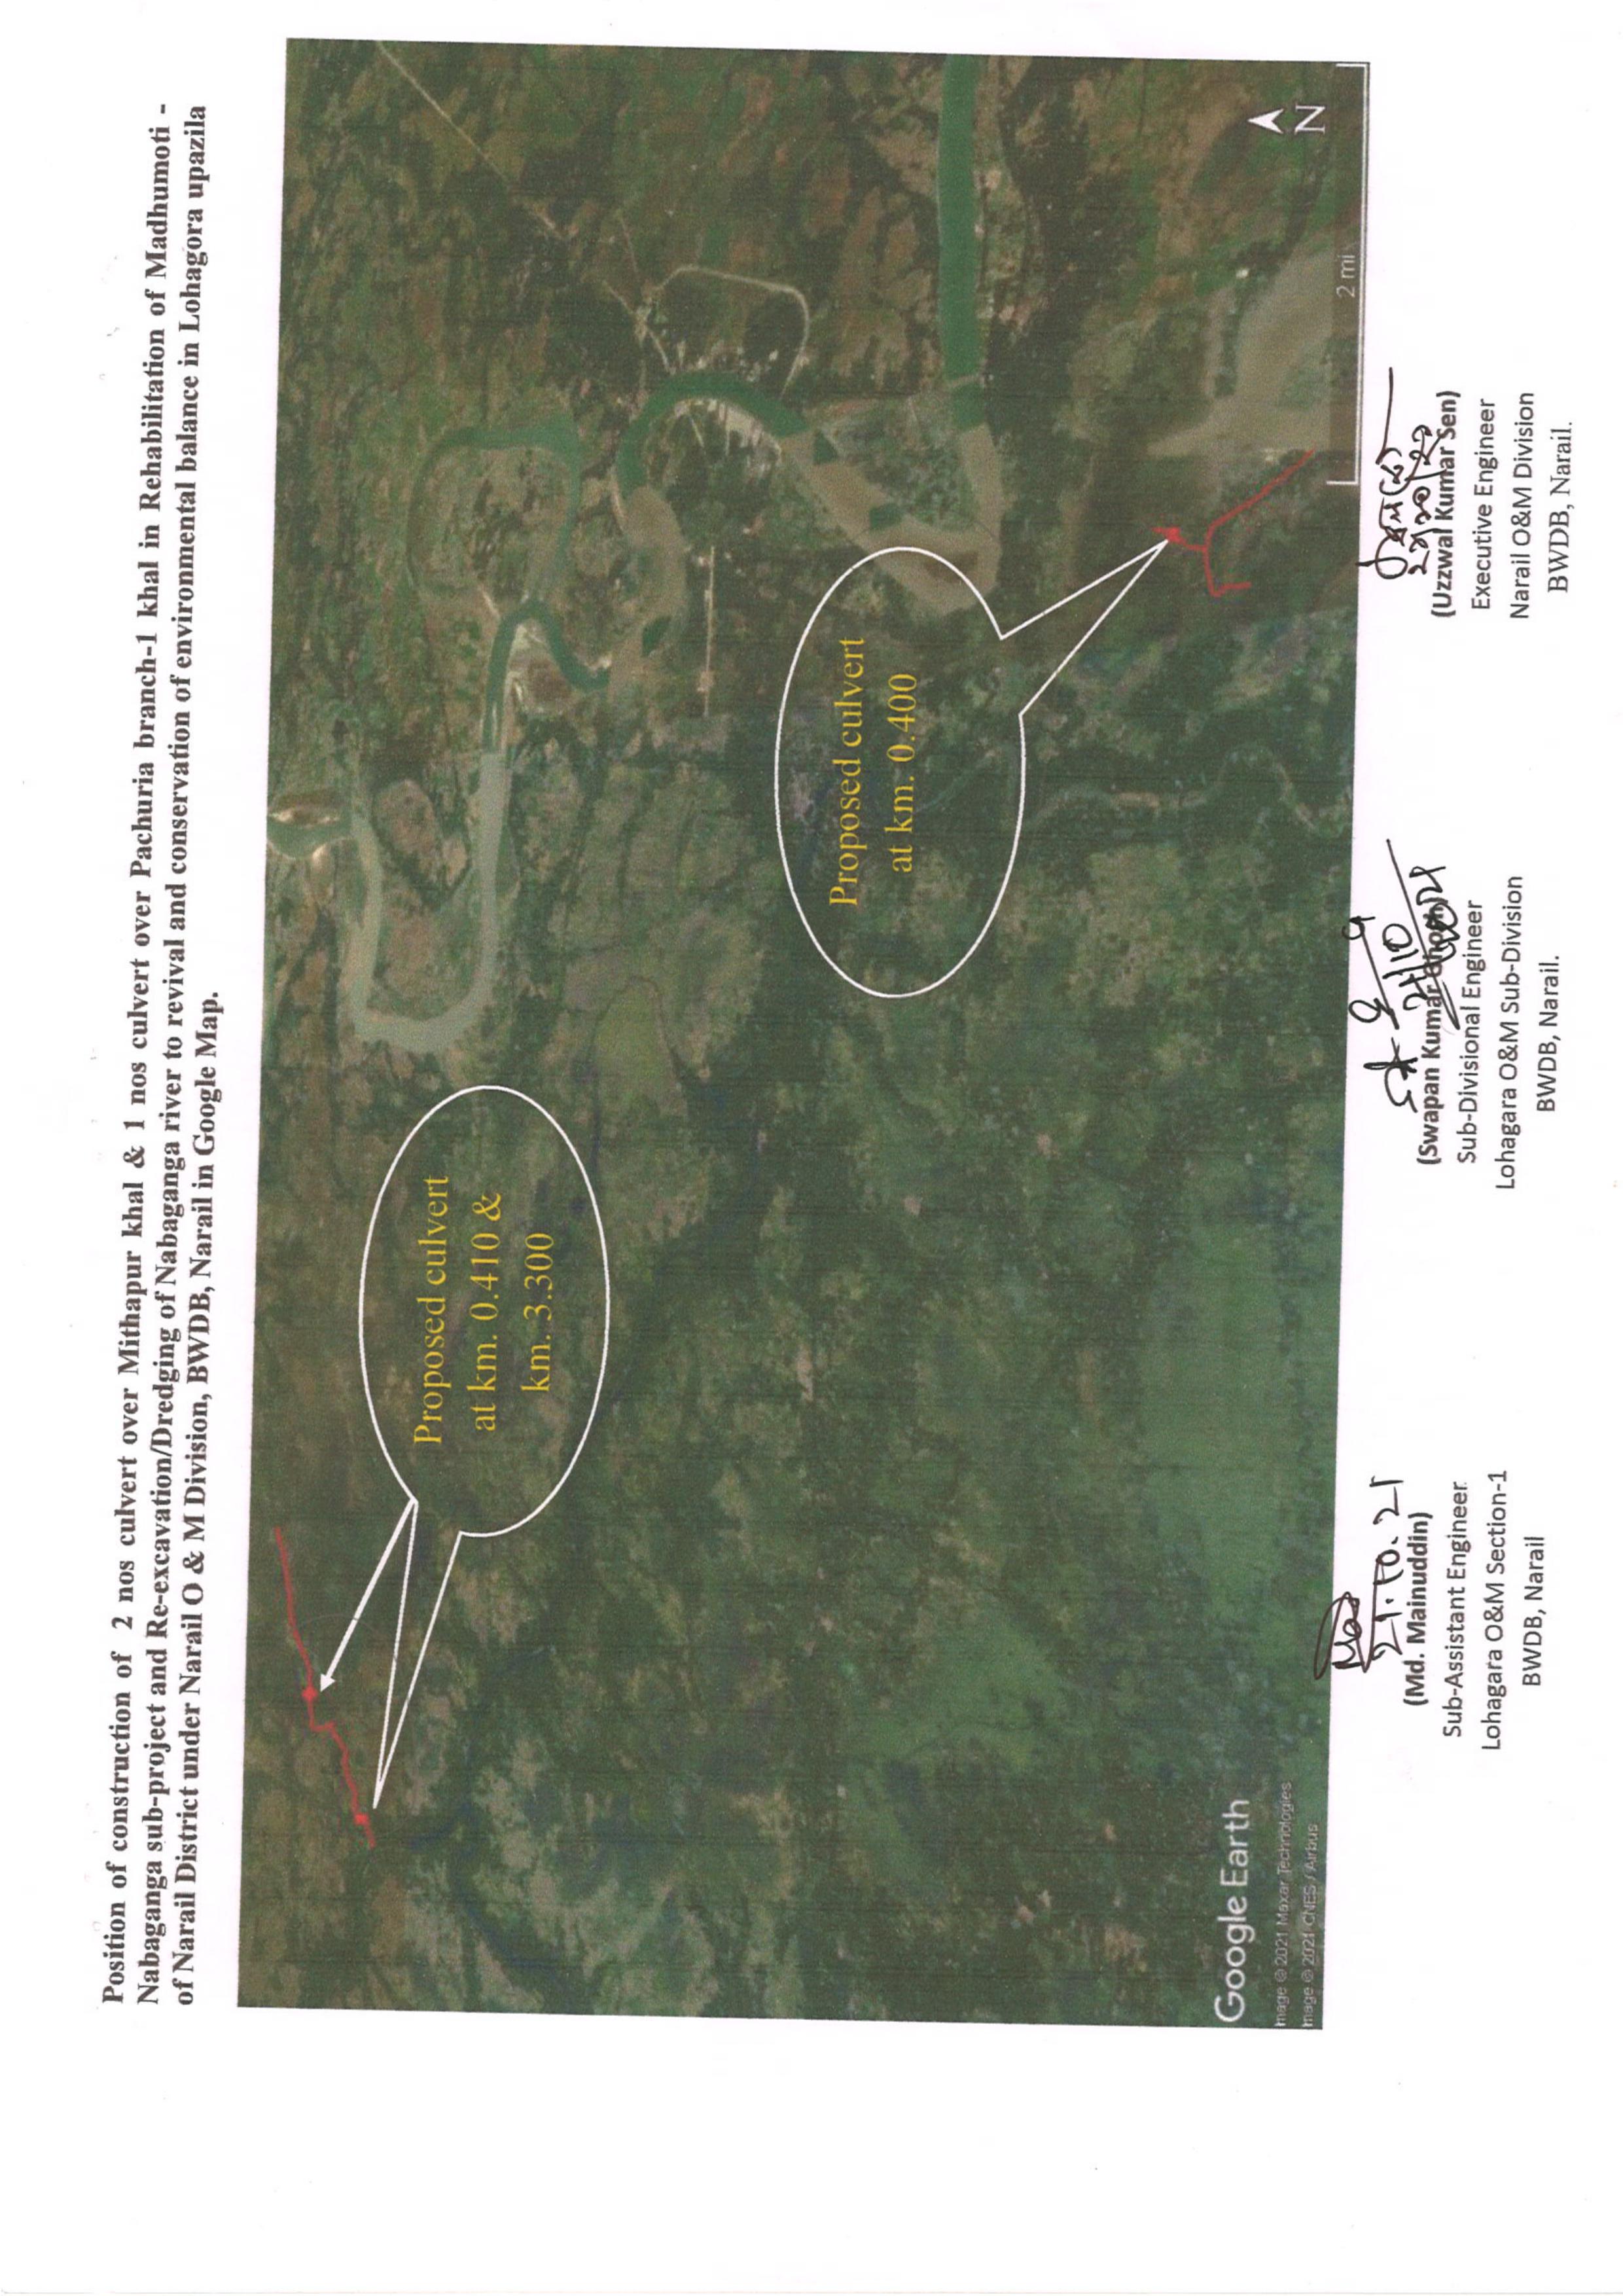 Position of construction of 2 nos culvert over Mithapur khal & 1 nos culvert over Pachuria branch-1 khal in Rehabilitation of Madhumoti -
Nabaganga sub-project and Re-excavation/Dredging of Nabaganga river to revival and conservation of environmental balance in Lohagora upazila
of Narail District under Narail O & M Division, BWDB, Narail in Google Map.
Proposed culvert
at km. 0.410 &
km. 3.300
Proposed culvert
at km. 0.400
N
2 mi
Google Earth
Image © 2021 Maxar Technologies
Image © 2021 CNES / Airbus
21.10.21
(Md. Mainuddin)
Sub-Assistant Engineer
Lohagara O&M Section-1
BWDB, Narail
(Swapan Kumar Ghosh)
Sub-Divisional Engineer
Lohagara O&M Sub-Division
BWDB, Narail.
(Uzzwal Kumar Sen)
Executive Engineer
Narail O&M Division
BWDB, Narail.